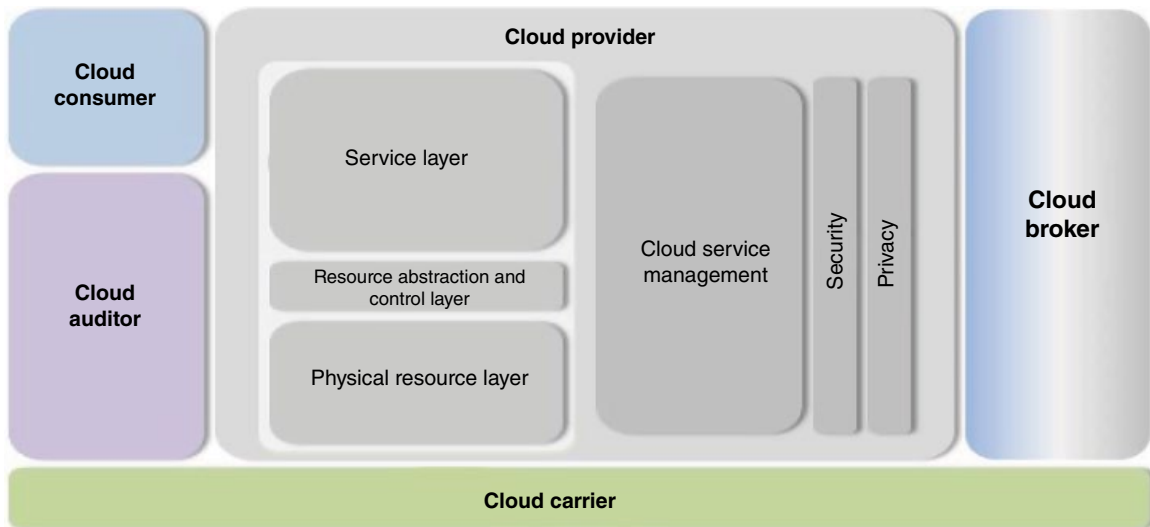 Cloud
consumer
Cloud
auditor
Cloud provider
Service layer
Resource abstraction and
control layer
Physical resource layer
Cloud service
management
Security
Privacy
Cloud
broker
Cloud carrier